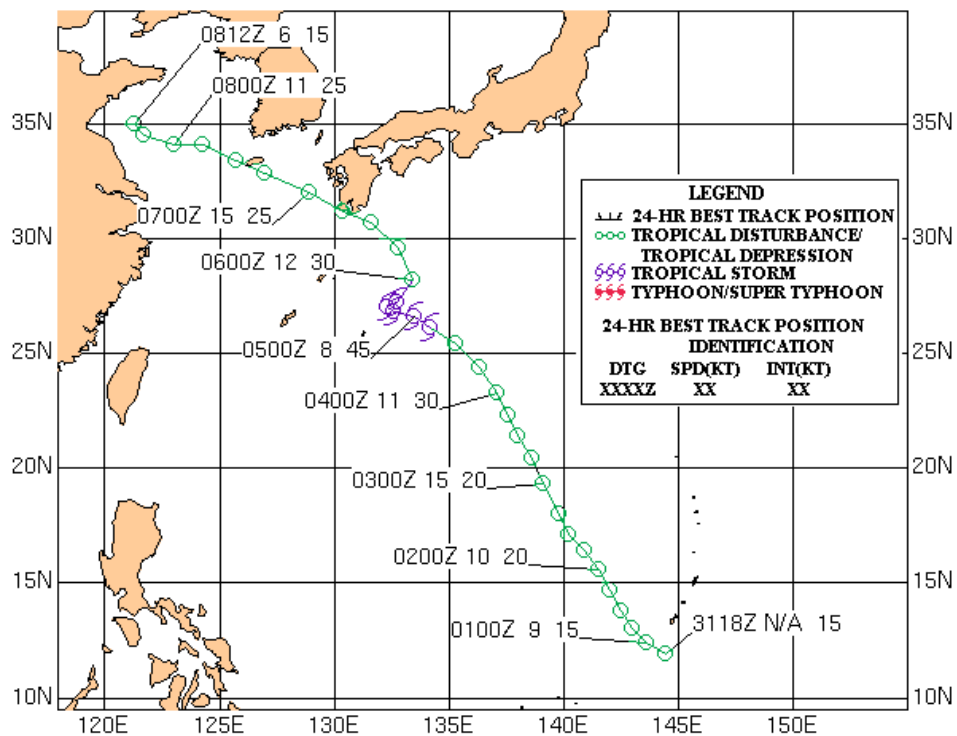 0812Z 6 15
0800Z 11 25
35N 35N
0700Z 15 25
30N 30N
0600Z 12 30
LEGEND
24-HR BEST TRACK POSITION
TROPICAL DISTURBANCE/
TROPICAL DEPRESSION
TROPICAL STORM
TYPHOON/SUPER TYPHOON
24-HR BEST TRACK POSITION
IDENTIFICATION
DTG SPD(KT) INT(KT)
XXXXZ XX XX
0500Z 8 45
25N 25N
0400Z 11 30
20N 20N
0300Z 15 20
0200Z 10 20
15N 15N
0100Z 9 15
3118Z N/A 15
10N 10N
120E 125E 130E 135E 140E 145E 150E